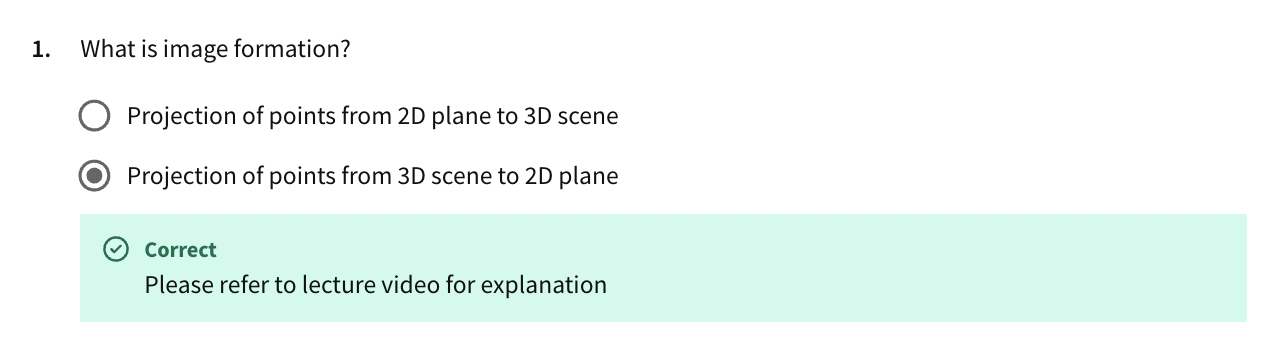 1. What is image formation?
Projection of points from 2D plane to 3D scene
Projection of points from 3D scene to 2D plane
Correct
Please refer to lecture video for explanation